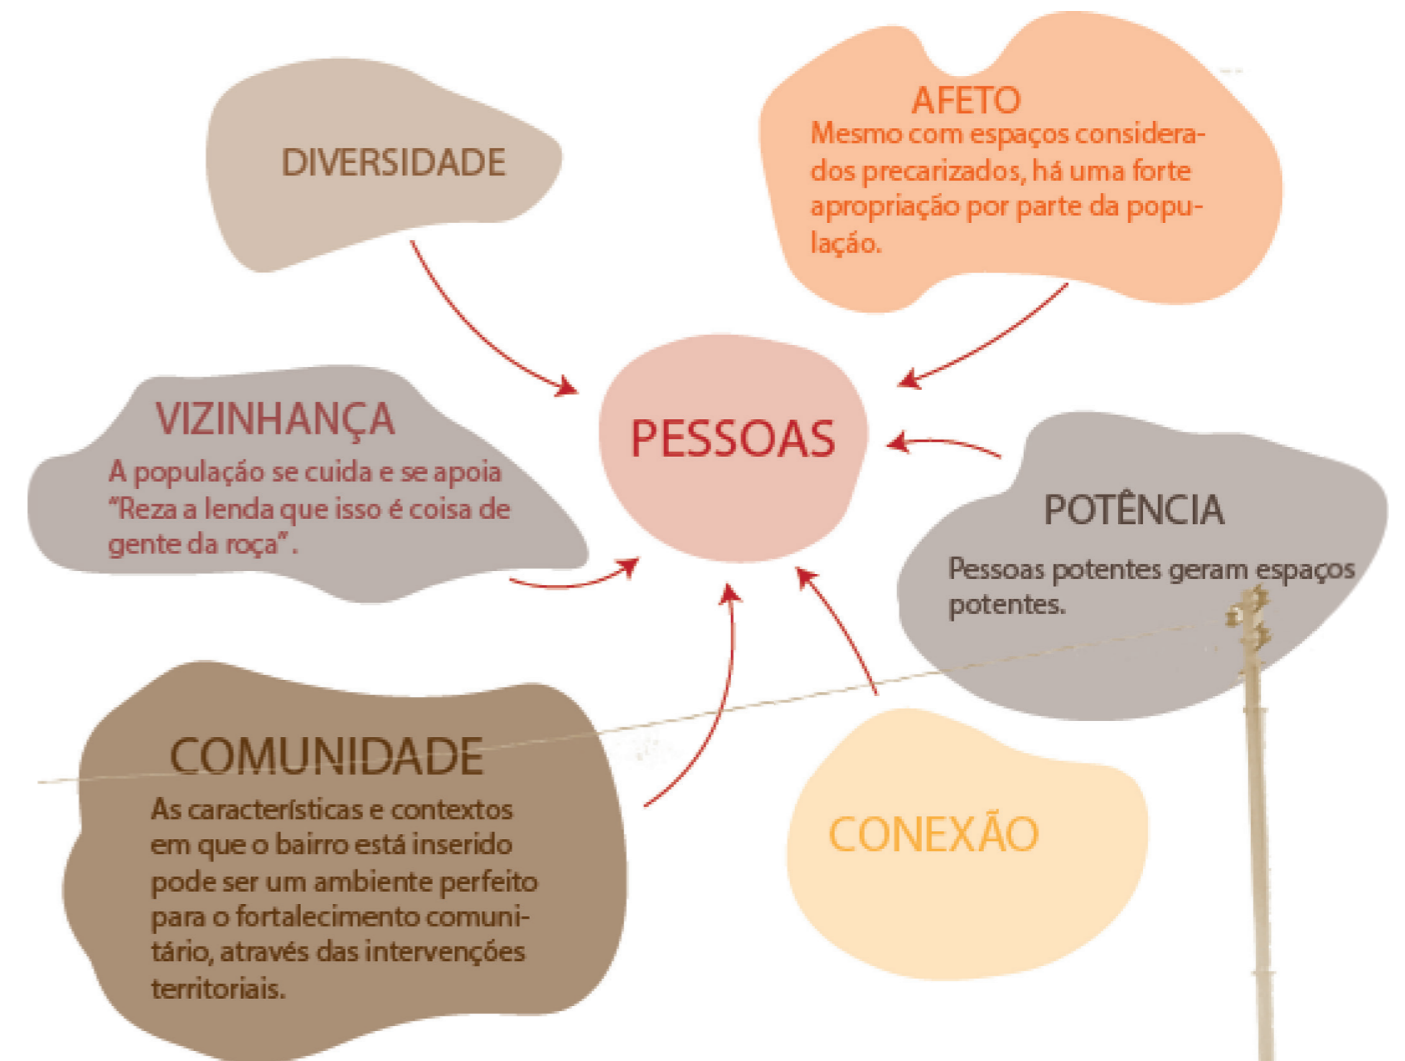 DIVERSIDADE
AFETO
Mesmo com espaços considera-
dos precarizados, há uma forte
apropriação por parte da popu-
lação.
VIZINHANÇA
A população se cuida e se apoia
“Reza a lenda que isso é coisa de
gente da roça” .
PESSOAS
POTÊNCIA
Pessoas potentes geram espaços
potentes.
COMUNIDADE
As características e contextos
em que o bairro está inserido
pode ser um ambiente perfeito
para o fortalecimento comuni-
tário, através das intervenções
territoriais.
CONEXÃO